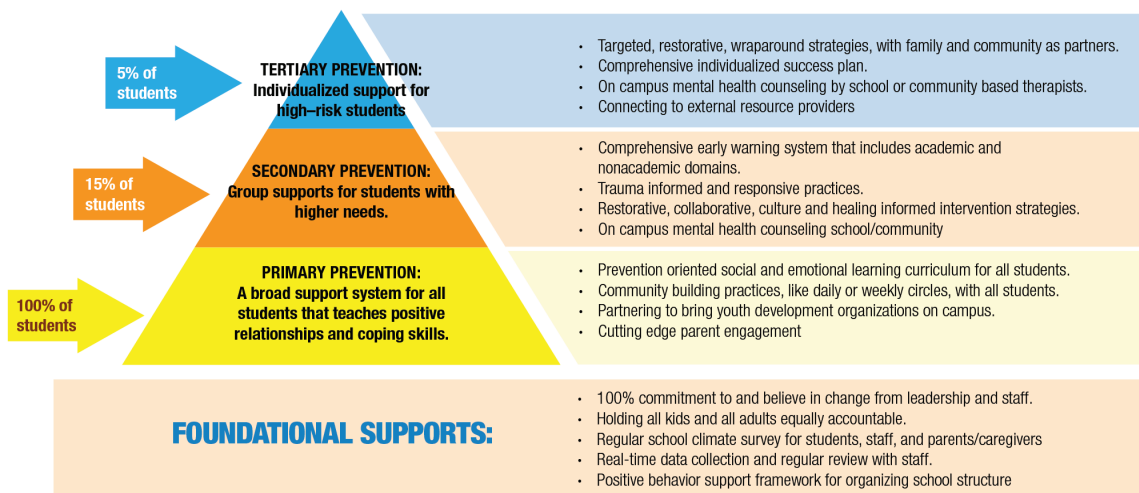 5% of
students
TERTIARY PREVENTION:
Individualized support for
high–risk students
• Targeted, restorative, wraparound strategies, with family and community as partners.
• Comprehensive individualized success plan.
• On campus mental health counseling by school or community based therapists.
• Connecting to external resource providers
15% of
students
SECONDARY PREVENTION:
Group supports for students with
higher needs.
• Comprehensive early warning system that includes academic and
nonacademic domains.
• Trauma informed and responsive practices.
• Restorative, collaborative, culture and healing informed intervention strategies.
• On campus mental health counseling school/community
100% of
students
PRIMARY PREVENTION:
A broad support system for all
students that teaches positive
relationships and coping skills.
• Prevention oriented social and emotional learning curriculum for all students.
• Community building practices, like daily or weekly circles, with all students.
• Partnering to bring youth development organizations on campus.
• Cutting edge parent engagement
FOUNDATIONAL SUPPORTS:
• 100% commitment to and believe in change from leadership and staff.
• Holding all kids and all adults equally accountable.
• Regular school climate survey for students, staff, and parents/caregivers
• Real-time data collection and regular review with staff.
• Positive behavior support framework for organizing school structure